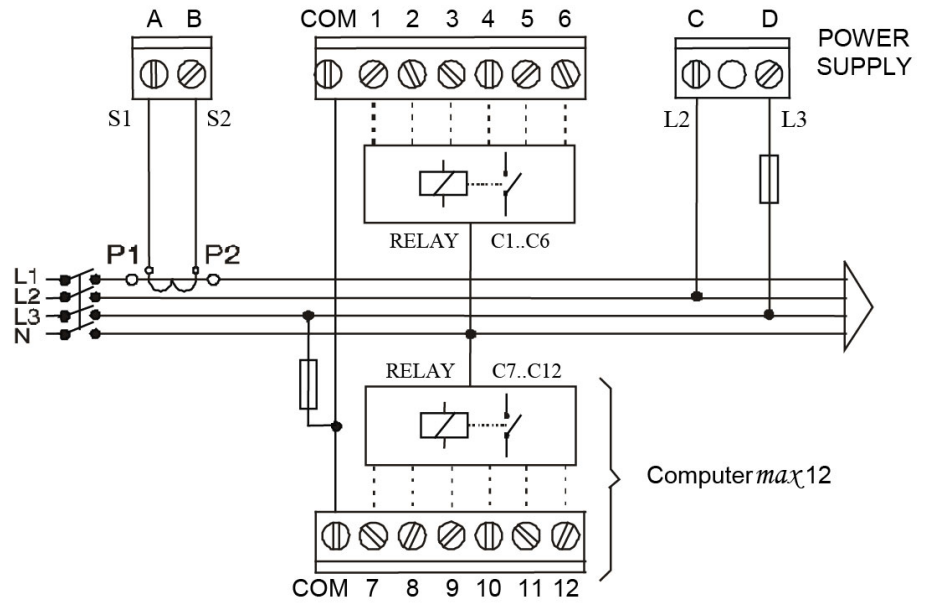 A B
COM 1 2 3 4 5 6
C D
POWER
SUPPLY
S1 S2
L2 L3
RELAY C1..C6
P1 P2
L1
L2
L3
N
RELAY C7..C12
Computer max 12
COM 7 8 9 10 11 12